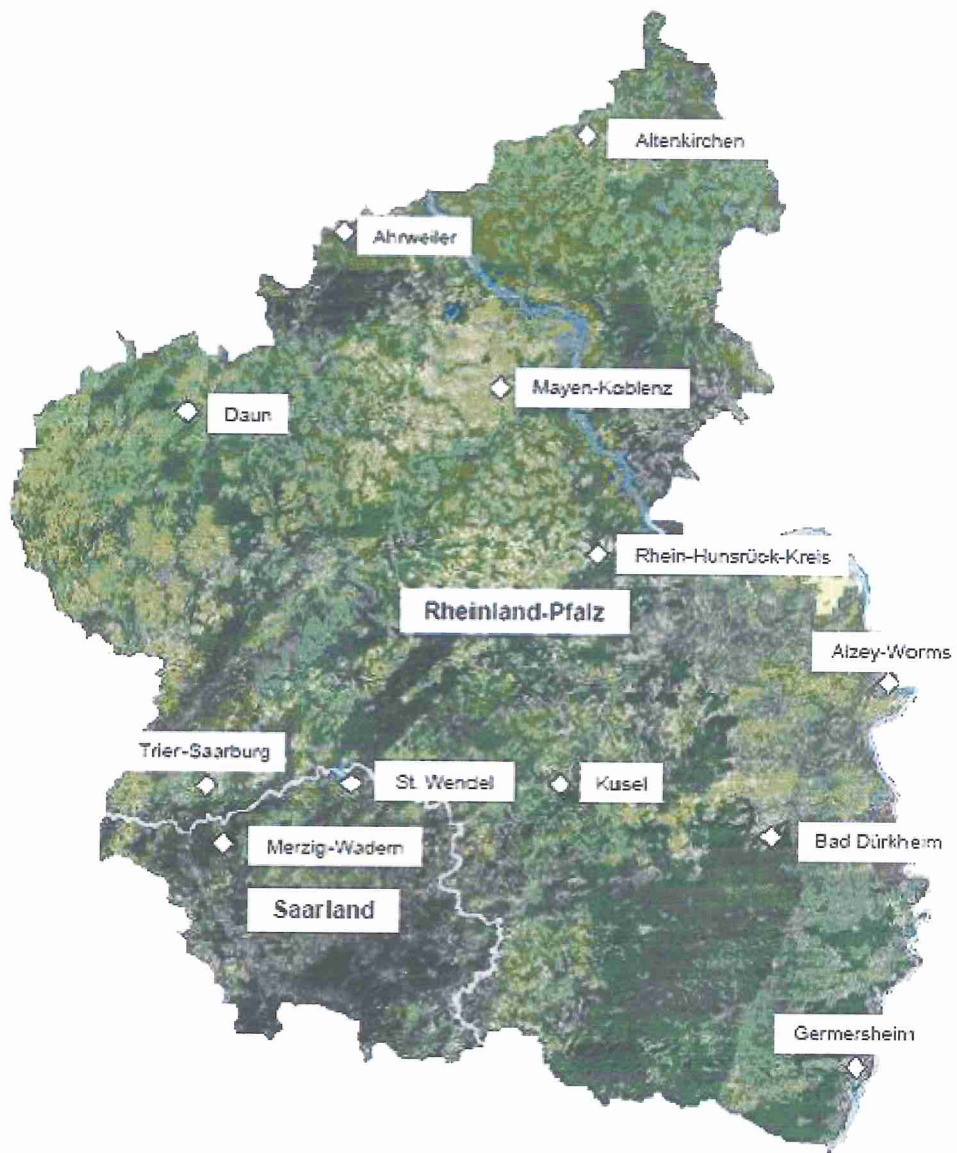 Altenkirchen
Ahrweiler
Mayen-Koblenz
Daun
Rhein-Hunsrück-Kreis
Rheinland-Pfalz
Alzey-Worms
Trier-Saarburg
St. Wendel
Kusel
Merzig-Wadern
Bad Dürkheim
Saarland
Germersheim